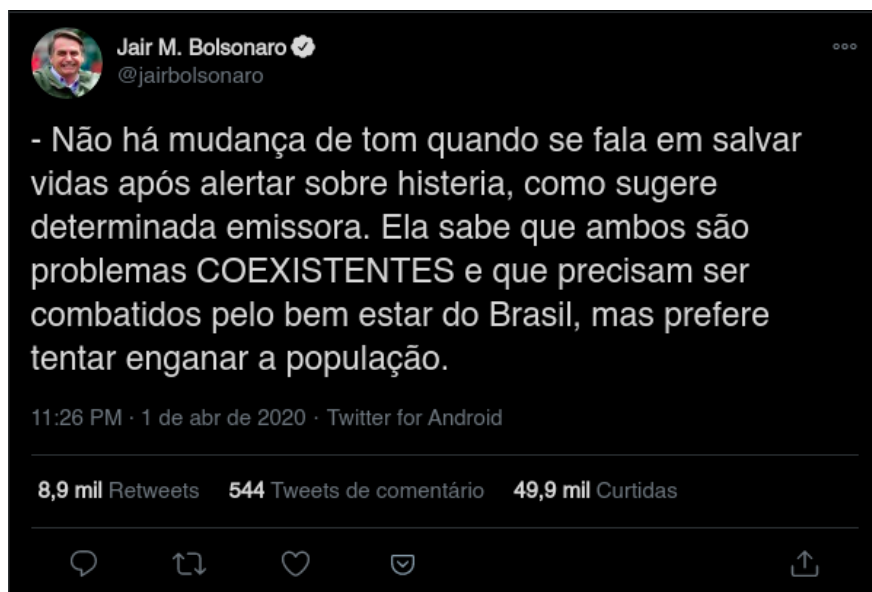 Jair M. Bolsonaro
@jairbolsonaro
- Não há mudança de tom quando se fala em salvar
vidas após alertar sobre histeria, como sugere
determinada emissora. Ela sabe que ambos são
problemas COEXISTENTES e que precisam ser
combatidos pelo bem estar do Brasil, mas prefere
tentar enganar a população.
11:26 PM · 1 de abr de 2020 · Twitter for Android
8,9 mil Retweets 544 Tweets de comentário 49,9 mil Curtidas